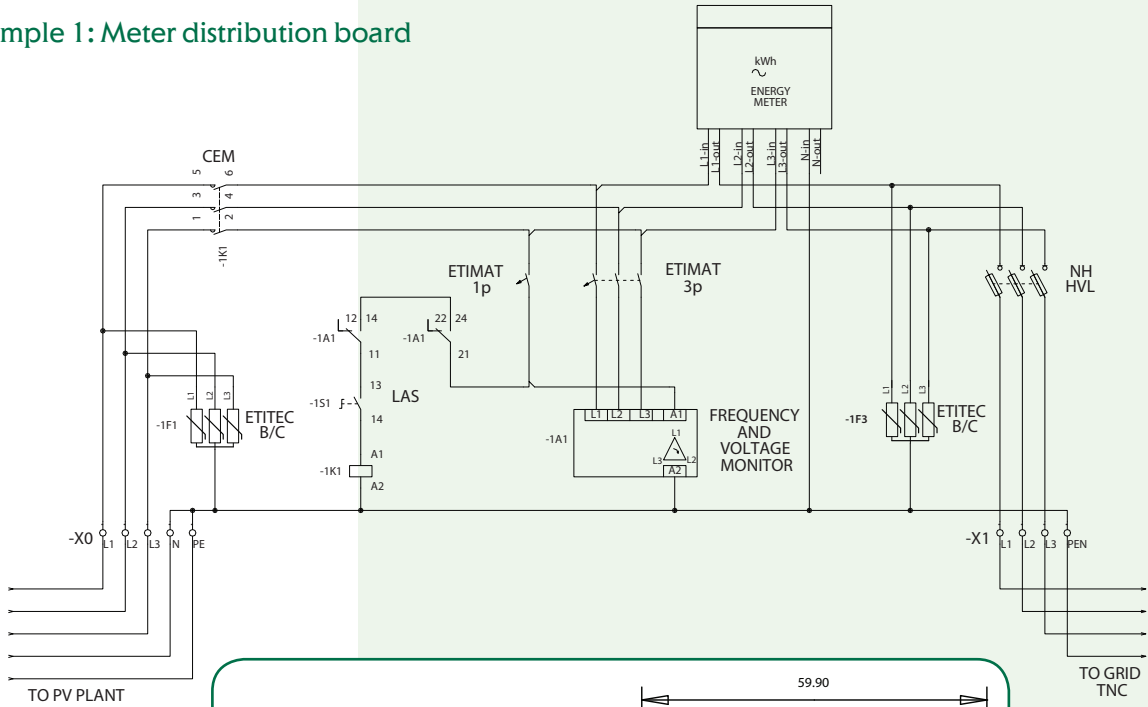 mple 1: Meter distribution board
kWh
ENERGY
METER
L1-in
L1-out
L2-in
L2-out
L3-in
L3-out
N-in
N-out
CEM
5
6
3
4
1
2
-1K1
ETIMAT
1p
ETIMAT
3p
NH
HVL
12
14
22
24
-1A1
-1A1
11
21
13
LAS
-1S1
14
A1
-1K1
A2
L1
L2
L3
-1F1
ETITEC
B/C
L1
L2
L3
A1
-1A1
L1
L3
L2
A2
FREQUENCY
AND
VOLTAGE
MONITOR
L1
L2
L3
-1F3
ETITEC
B/C
-X0
L1
L2
L3
N
PE
-X1
L1
L2
L3
PEN
TO PV PLANT
TO GRID
TNC
59.90